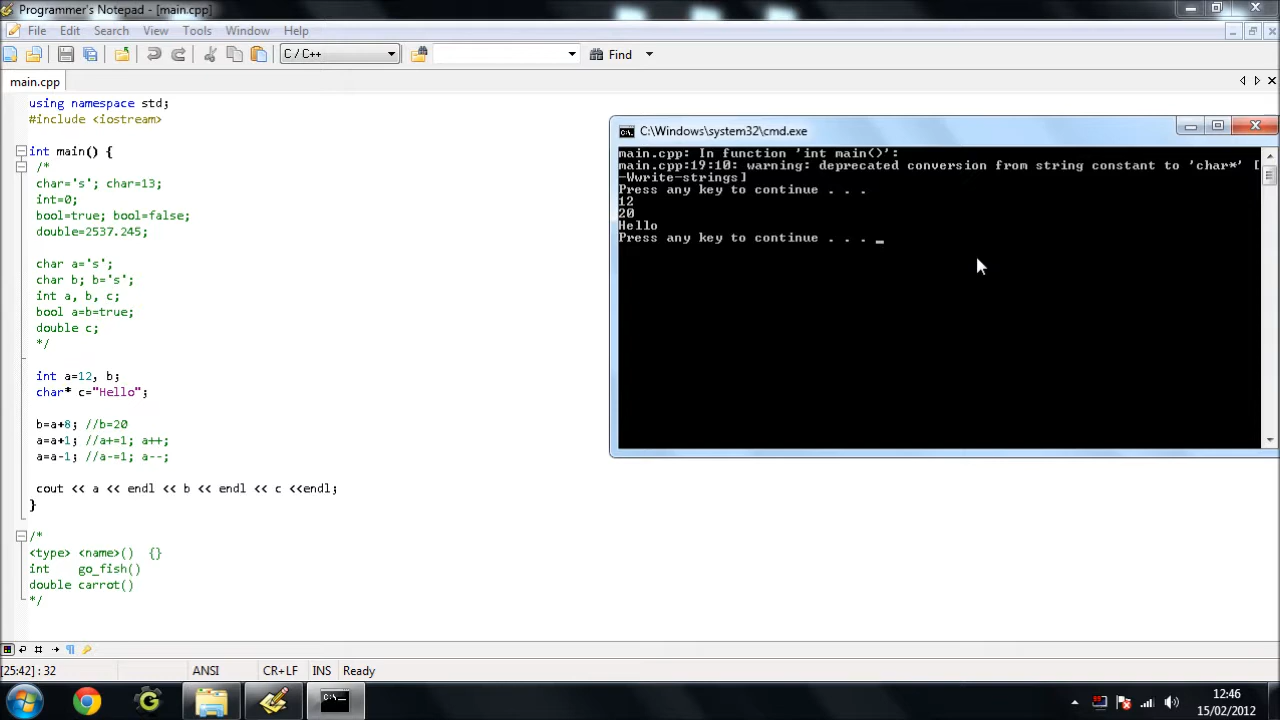 Programmer's Notepad - [main.cpp]
File Edit Search View Tools Window Help
C / C++ Find
main.cpp
using namespace std;
#include <iostream>
int main() {
/*
char='s'; char=13;
int=0;
bool=true; bool=false;
double=2537.245;
char a='s';
char b; b='s';
int a, b, c;
bool a=b=true;
double c;
*/
int a=12, b;
char* c="Hello";
b=a+8; //b=20
a=a+1; //a+=1; a++;
a=a-1; //a-=1; a--;
cout << a << endl << b << endl << c <<endl;
}
/*
<type> <name>() {}
int go_fish()
double carrot()
*/
C:\Windows\system32\cmd.exe
main.cpp: In function 'int main()':
main.cpp:19:10: warning: deprecated conversion from string constant to 'char*' [
-Wwrite-strings]
Press any key to continue . . .
12
20
Hello
Press any key to continue . . . _
[25:42] : 32 ANSI CR+LF INS Ready
12:46
15/02/2012